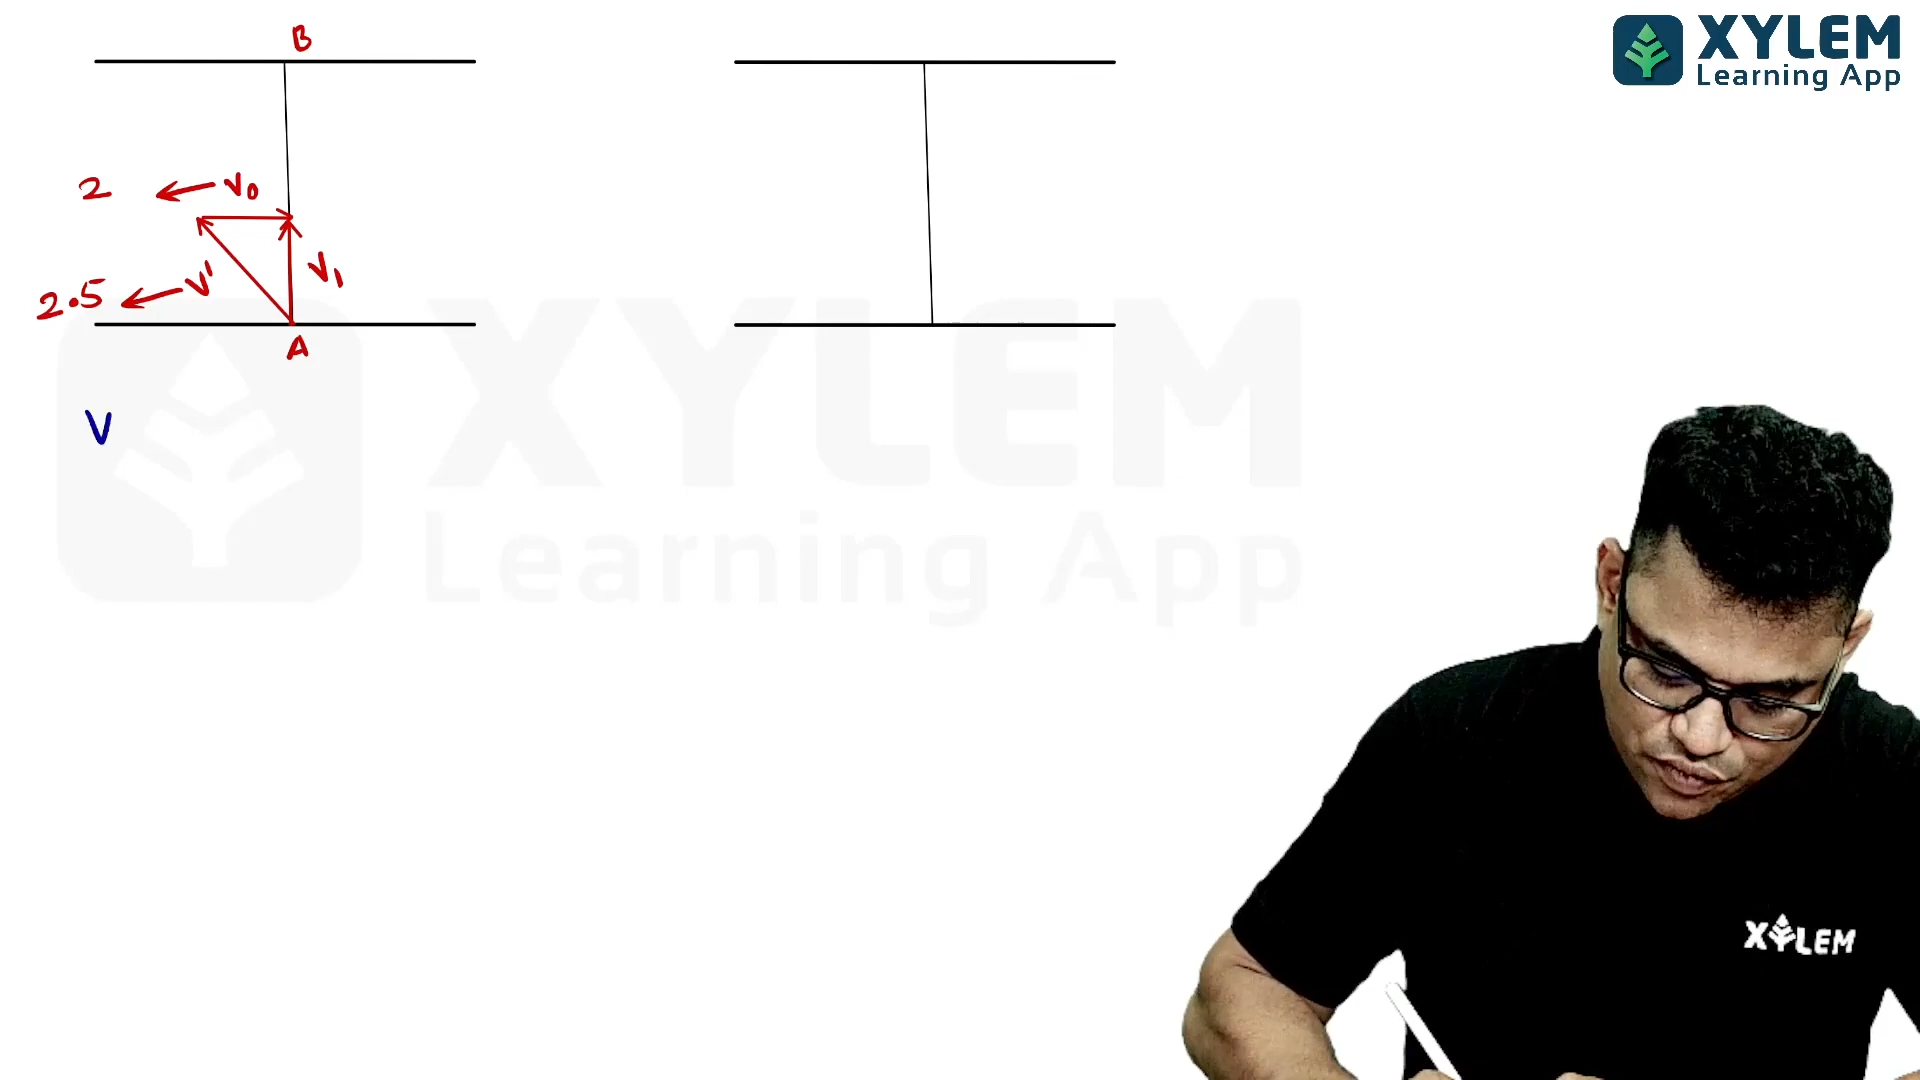 B
XYLEM
Learning App
2 ← V₀
2.5 ← V' V₁
A
V
XYLEM
Learning App
XYLEM